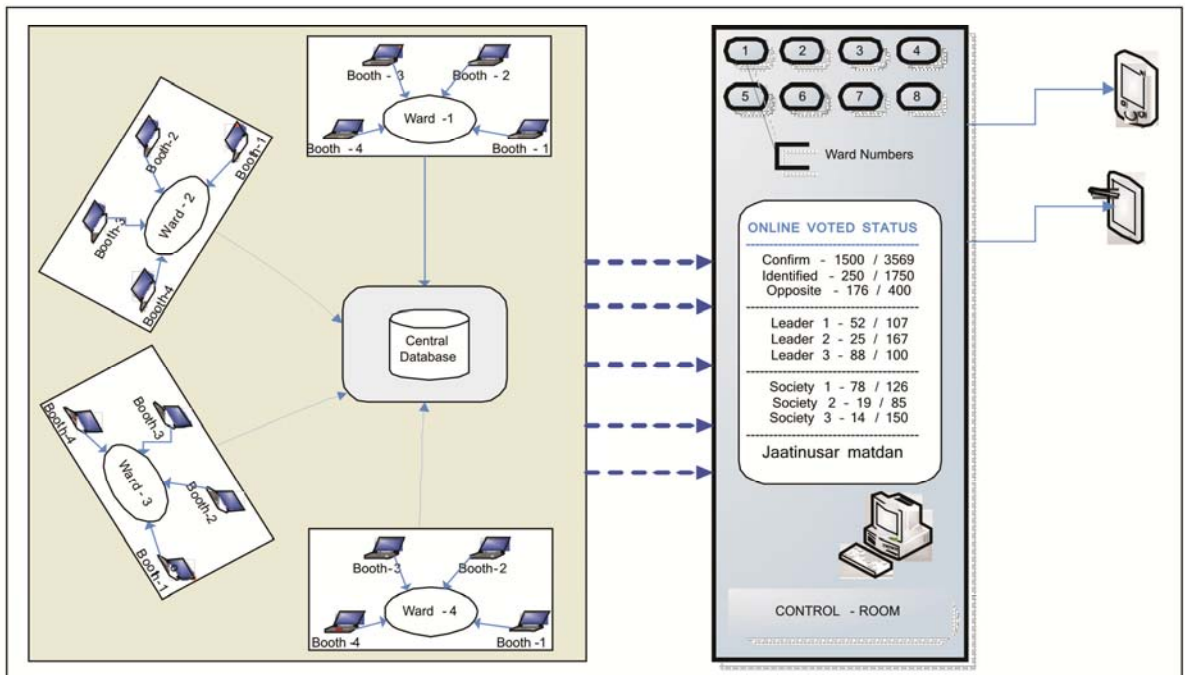 Booth - 3
Booth - 2
Ward -1
Booth - 4
Booth - 1
Booth-2
Booth-1
Ward - 2
Booth-3
Booth-4
Central
Database
Booth-4
Booth-3
Ward - 3
Booth-2
Booth-1
Booth-3
Booth-2
Ward - 4
Booth -4
Booth-1
1 2 3 4
5 6 7 8
Ward Numbers
ONLINE VOTED STATUS
Confirm - 1500 / 3569
Identified - 250 / 1750
Opposite - 176 / 400
Leader 1 - 52 / 107
Leader 2 - 25 / 167
Leader 3 - 88 / 100
Society 1 - 78 / 126
Society 2 - 19 / 85
Society 3 - 14 / 150
Jaatinusar matdan
CONTROL - ROOM